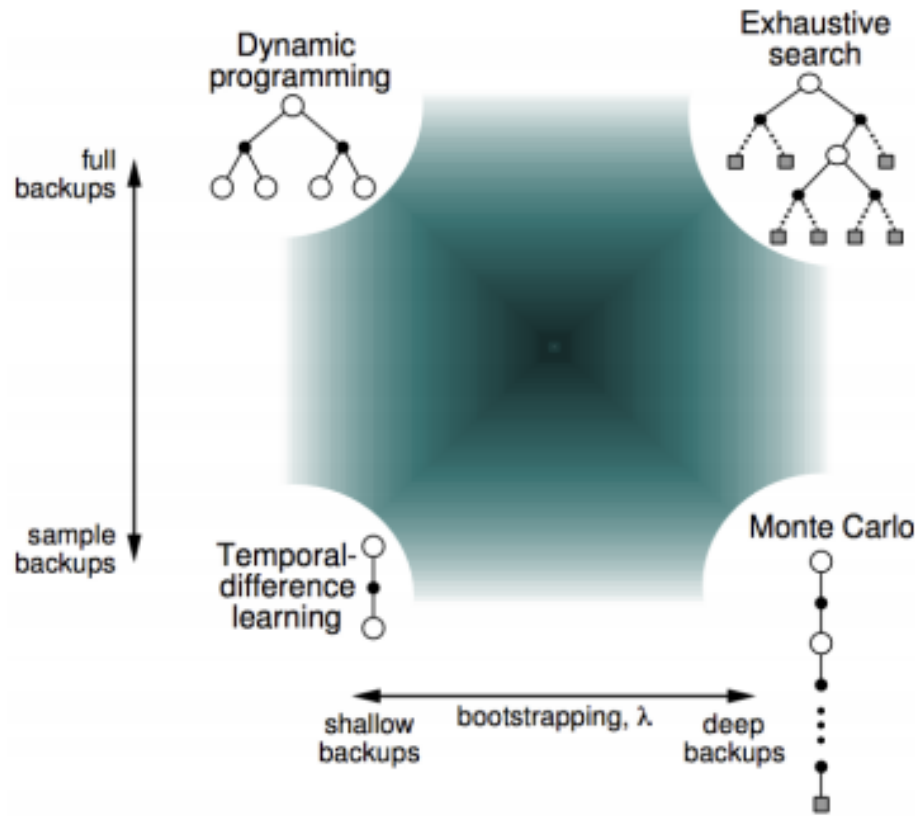 Dynamic
programming
Exhaustive
search
full
backups
sample
backups
Temporal-
difference
learning
Monte Carlo
bootstrapping, λ
shallow
backups
deep
backups